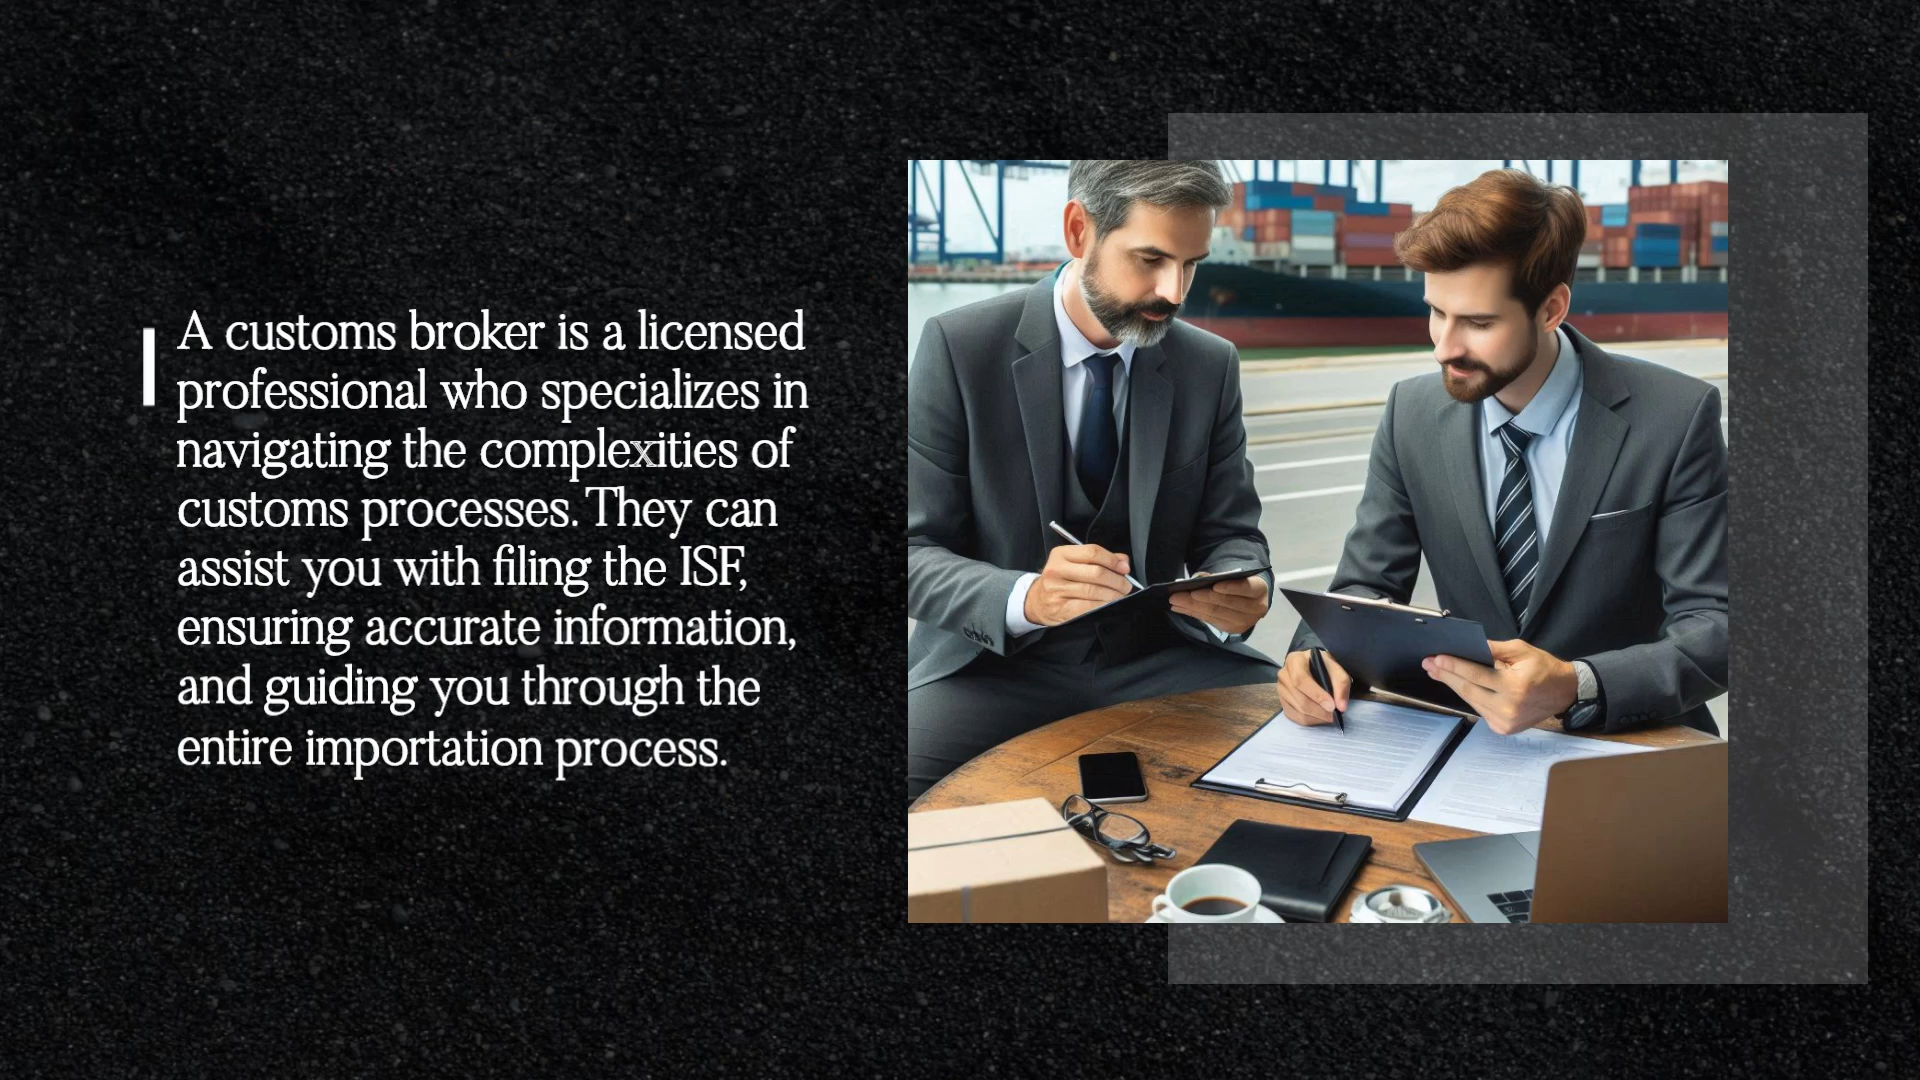 A customs broker is a licensed
professional who specializes in
navigating the complexities of
customs processes. They can
assist you with filing the ISF,
ensuring accurate information,
and guiding you through the
entire importation process.